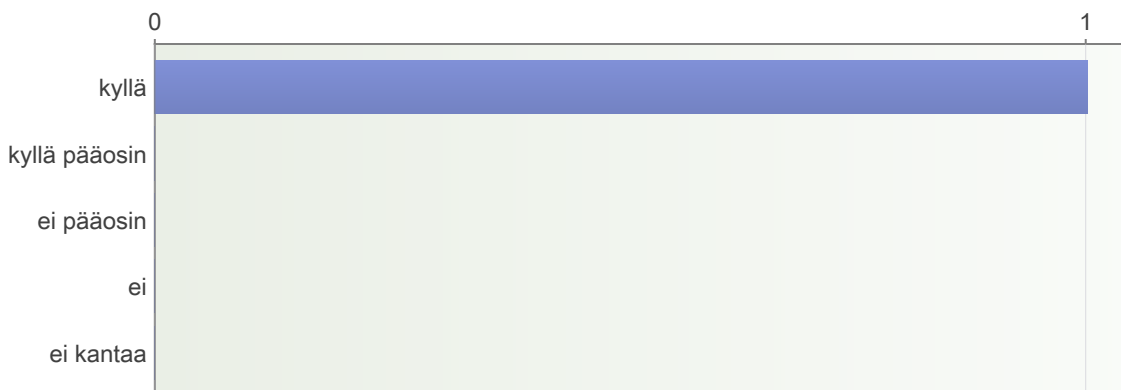 0 1
kyllä
kyllä pääosin
ei pääosin
ei
ei kantaa